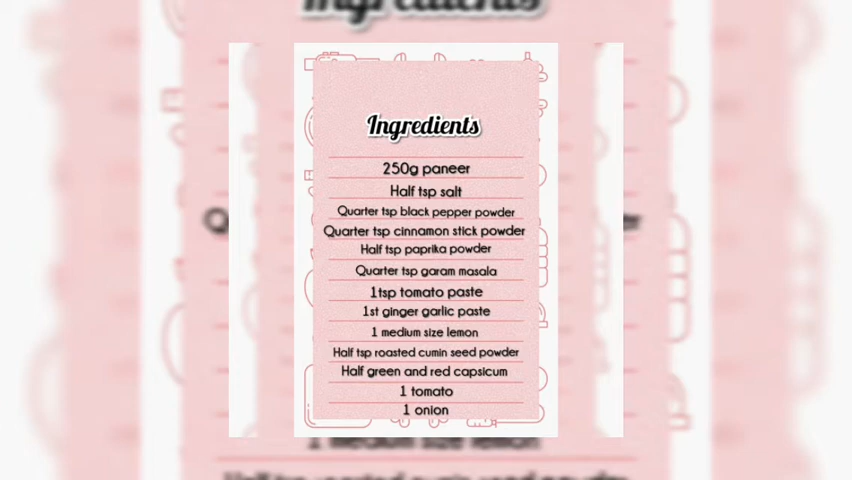 Ingredients
250g paneer
Half tsp salt
Quarter tsp black pepper powder
Quarter tsp cinnamon stick powder
Half tsp paprika powder
Quarter tsp garam masala
1tsp tomato paste
1st ginger garlic paste
1 medium size lemon
Half tsp roasted cumin seed powder
Half green and red capsicum
1 tomato
1 onion